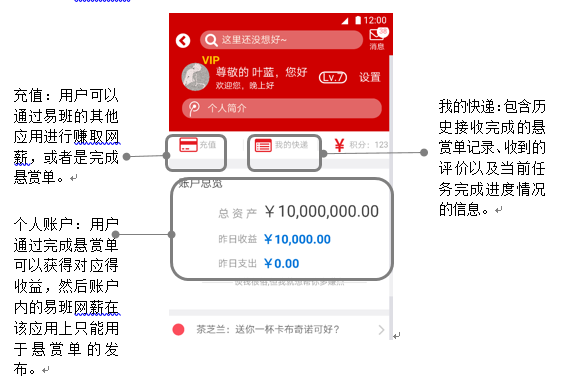 12:00
这里还没想好~
38
消息
VIP
尊敬的 叶蓝，您好
Lv.7
设置
欢迎您，晚上好
个人简介
充值
我的快递
积分：123
账户总览
总 资 产 ￥10,000,000.00
昨日收益 ￥10,000.00
昨日支出 ￥0.00
茶芝兰：送你一杯卡布奇诺可好？
充值：用户可以
通过易班的其他
应用进行赚取网
薪，或者是完成
悬赏单。
个人账户：用户
通过完成悬赏单
可以获得对应得
收益，然后账户
内的易班网薪在
该应用上只能用
于悬赏单的发
布。
我的快递：包含历
史接收完成的悬
赏单记录、收到的
评价以及当前任
务完成进度情况
的信息。